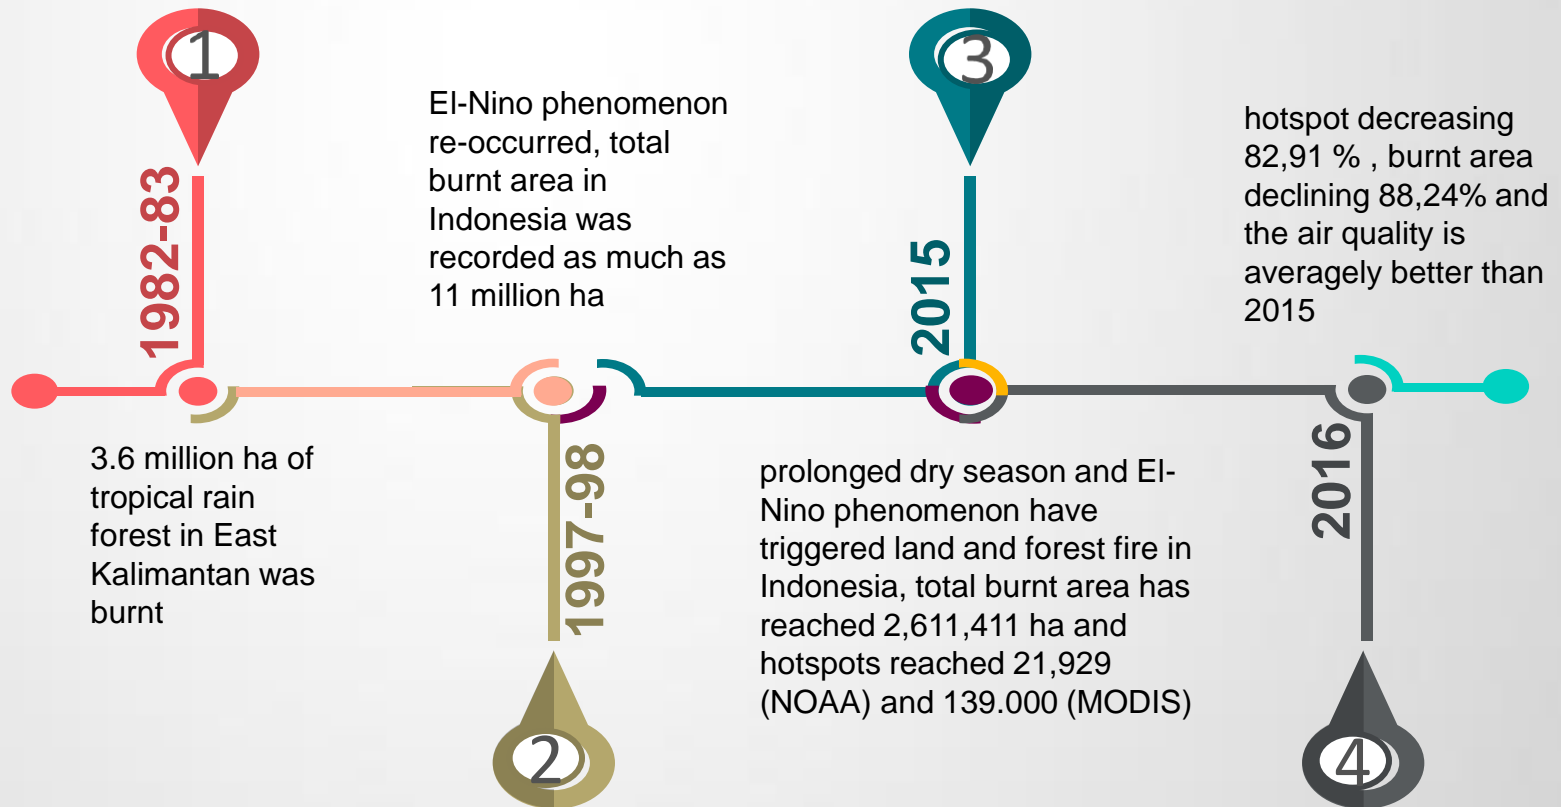 1
1982-83
3.6 million ha of
tropical rain
forest in East
Kalimantan was
burnt
El-Nino phenomenon
re-occurred, total
burnt area in
Indonesia was
recorded as much as
11 million ha
1997-98
2
3
2015
prolonged dry season and El-
Nino phenomenon have
triggered land and forest fire in
Indonesia, total burnt area has
reached 2,611,411 ha and
hotspots reached 21,929
(NOAA) and 139.000 (MODIS)
hotspot decreasing
82,91 % , burnt area
declining 88,24% and
the air quality is
averagely better than
2015
2016
4